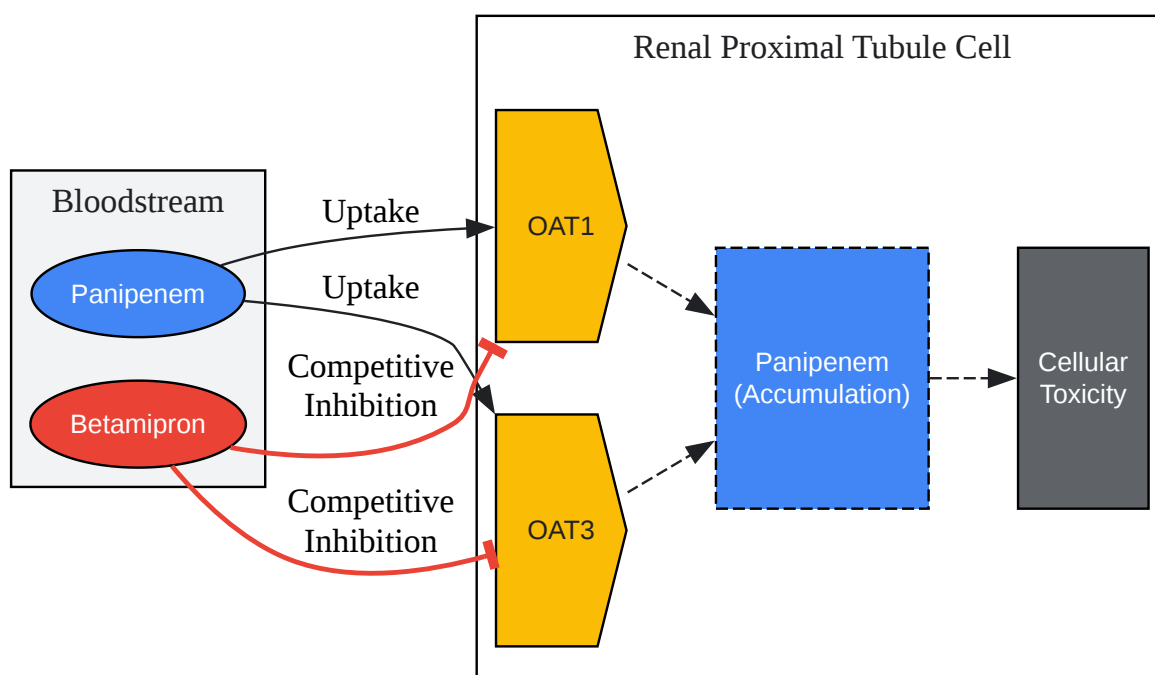 Renal Proximal Tubule Cell
Bloodstream
Uptake
OAT1
Panipenem
Uptake
Competitive
Inhibition
Betamipron
Competitive
Inhibition
OAT3
Panipenem
(Accumulation)
Cellular
Toxicity